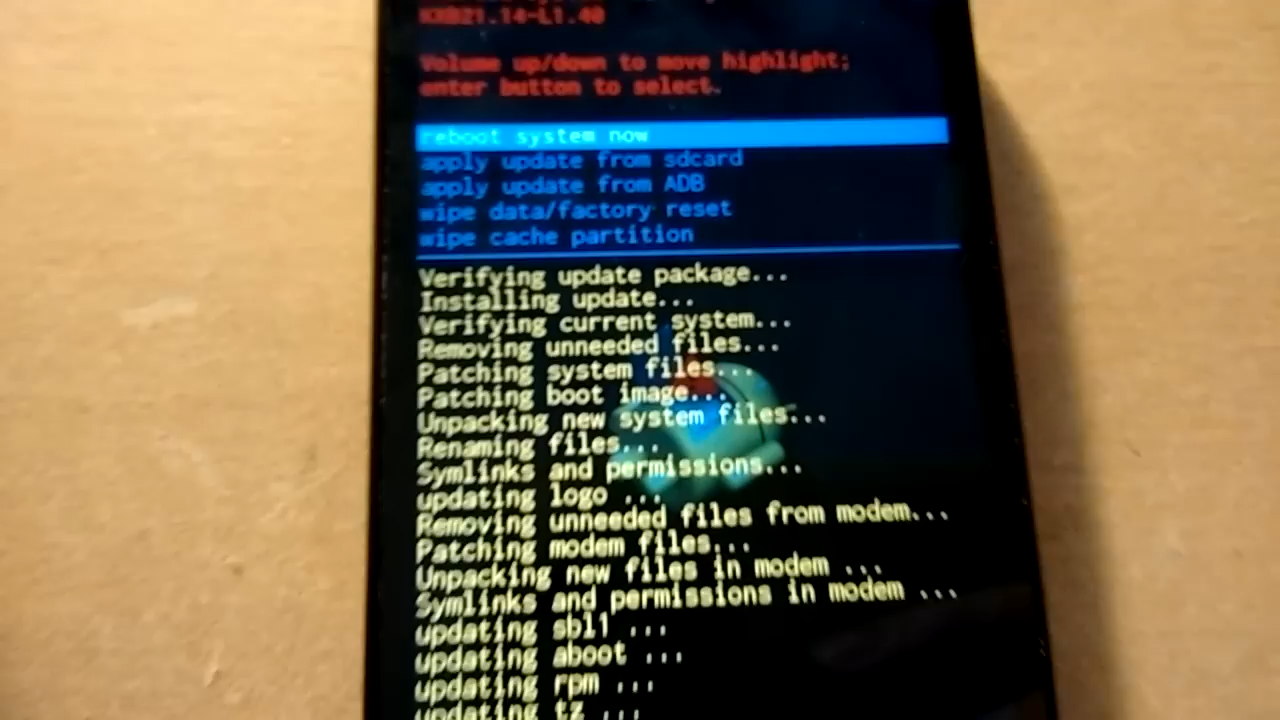 KXB21.14-L1.40
Volume up/down to move highlight;
enter button to select.
reboot system now
apply update from sdcard
apply update from ADB
wipe data/factory reset
wipe cache partition
Verifying update package...
Installing update...
Verifying current system...
Removing unneeded files...
Patching system files...
Patching boot image...
Unpacking new system files...
Renaming files...
Symlinks and permissions...
updating logo ...
Removing unneeded files from modem...
Patching modem files...
Unpacking new files in modem ...
Symlinks and permissions in modem ...
updating sbl1 ...
updating aboot ...
updating rpm ...
updating tz ...